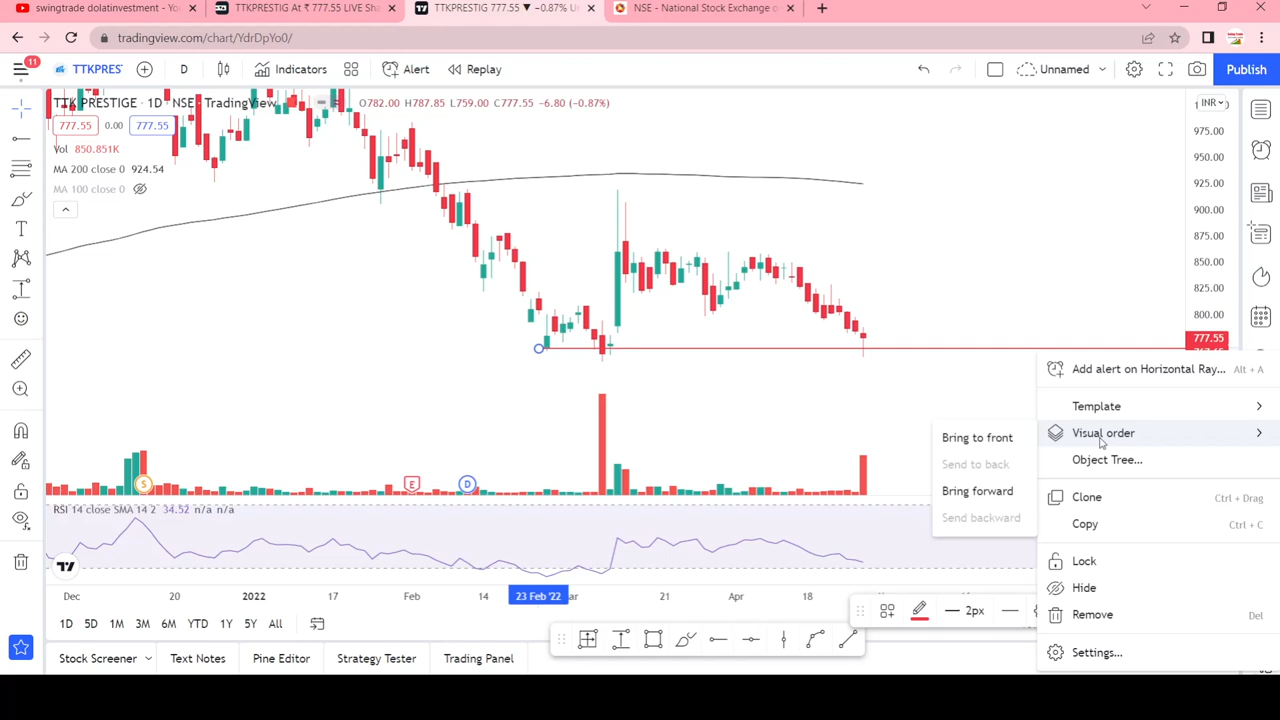 swingtrade dolatinvestment - Yo
TTKPRESTIG At ₹ 777.55 LIVE Sha
TTKPRESTIG 777.55 ▼ −0.87% Un
NSE - National Stock Exchange o
tradingview.com/chart/YdrDpYo0/
11
TTKPRES
D
Indicators
Alert
Replay
Unnamed
Publish
TTK PRESTIGE · 1D · NSE · TradingView
O782.00 H787.85 L759.00 C777.55 −6.80 (−0.87%)
INR
777.55 0.00 777.55
Vol 850.851K
MA 200 close 0 924.54
MA 100 close 0
975.00
950.00
925.00
900.00
875.00
850.00
825.00
800.00
777.55
Add alert on Horizontal Ray... Alt + A
Template
Visual order
Object Tree...
Clone Ctrl + Drag
Copy Ctrl + C
Lock
Hide
Remove Del
Settings...
Bring to front
Send to back
Bring forward
Send backward
S
E
D
RSI 14 close SMA 14 2 34.52 n/a n/a
Dec 20 2022 17 Feb 14 23 Feb '22 ar 21 Apr 18
2px
1D 5D 1M 3M 6M YTD 1Y 5Y All
Stock Screener Text Notes Pine Editor Strategy Tester Trading Panel